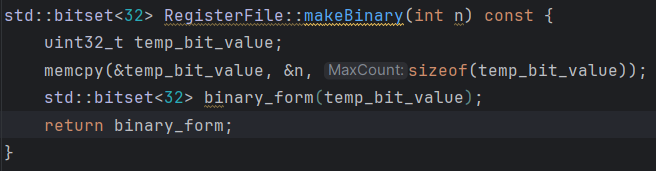 std::bitset<32> RegisterFile::makeBinary(int n) const {
    uint32_t temp_bit_value;
    memcpy(&temp_bit_value, &n, MaxCount: sizeof(temp_bit_value));
    std::bitset<32> binary_form(temp_bit_value);
    return binary_form;
}